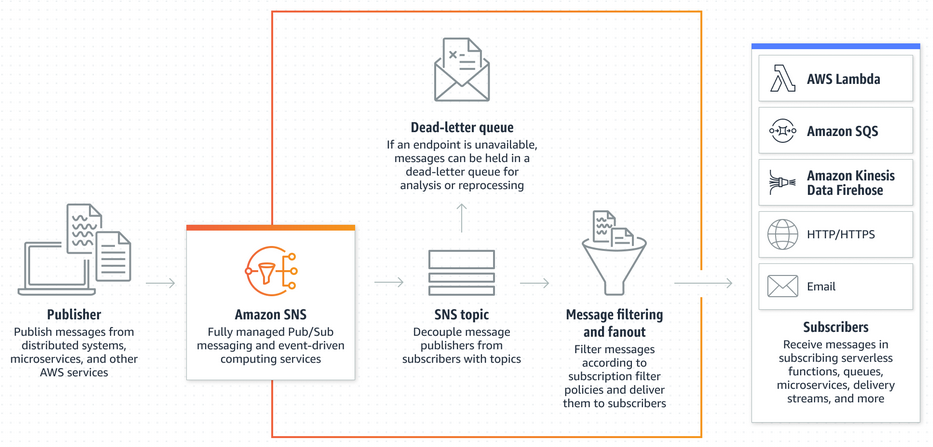 Publisher
Publish messages from
distributed systems,
microservices, and other
AWS services
Amazon SNS
Fully managed Pub/Sub
messaging and event-driven
computing services
Dead-letter queue
If an endpoint is unavailable,
messages can be held in a
dead-letter queue for
analysis or reprocessing
SNS topic
Decouple message
publishers from
subscribers with topics
Message filtering
and fanout
Filter messages
according to
subscription filter
policies and deliver
them to subscribers
AWS Lambda
Amazon SQS
Amazon Kinesis
Data Firehose
HTTP/HTTPS
Email
Subscribers
Receive messages in
subscribing serverless
functions, queues,
microservices, delivery
streams, and more